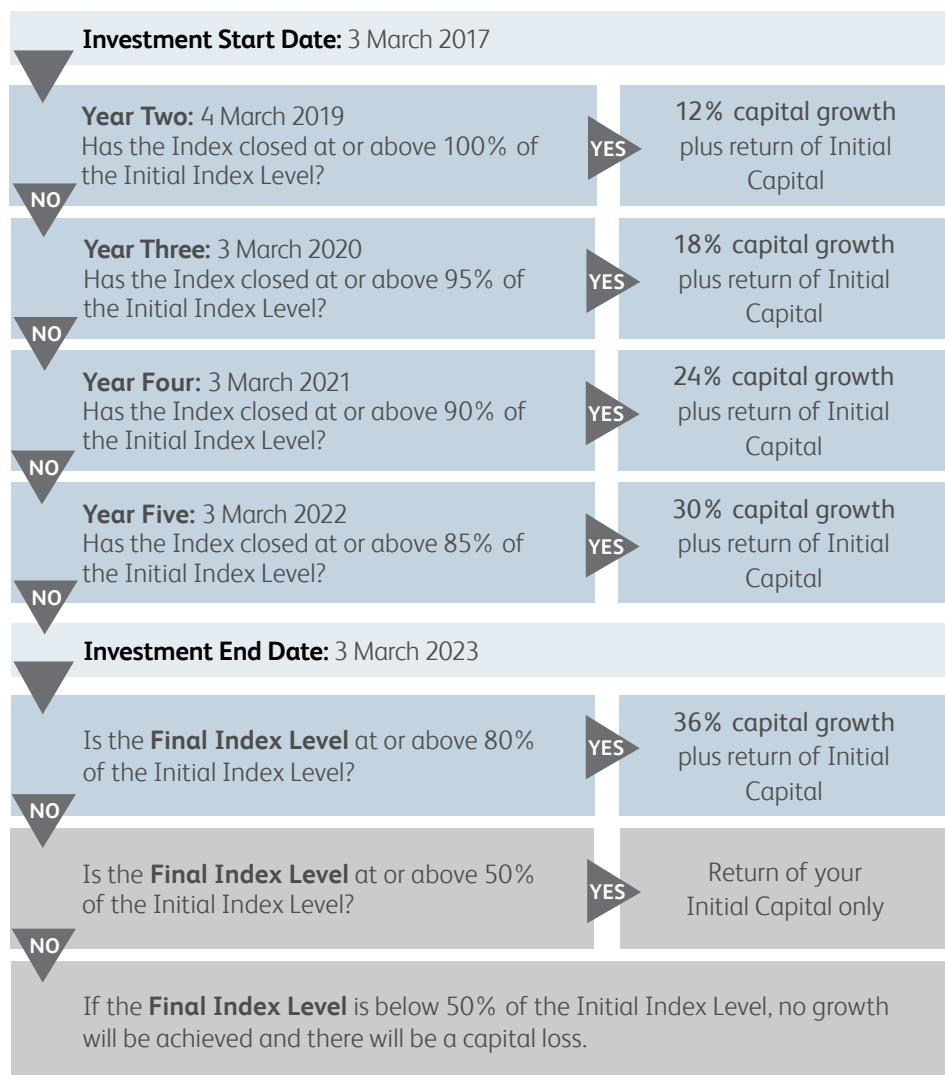 Investment Start Date: 3 March 2017
Year Two: 4 March 2019
Has the Index closed at or above 100% of
the Initial Index Level?
YES
12% capital growth
plus return of Initial
Capital
NO
Year Three: 3 March 2020
Has the Index closed at or above 95% of
the Initial Index Level?
YES
18% capital growth
plus return of Initial
Capital
NO
Year Four: 3 March 2021
Has the Index closed at or above 90% of
the Initial Index Level?
YES
24% capital growth
plus return of Initial
Capital
NO
Year Five: 3 March 2022
Has the Index closed at or above 85% of
the Initial Index Level?
YES
30% capital growth
plus return of Initial
Capital
NO
Investment End Date: 3 March 2023
Is the Final Index Level at or above 80%
of the Initial Index Level?
YES
36% capital growth
plus return of Initial
Capital
NO
Is the Final Index Level at or above 50%
of the Initial Index Level?
YES
Return of your
Initial Capital only
NO
If the Final Index Level is below 50% of the Initial Index Level, no growth
will be achieved and there will be a capital loss.